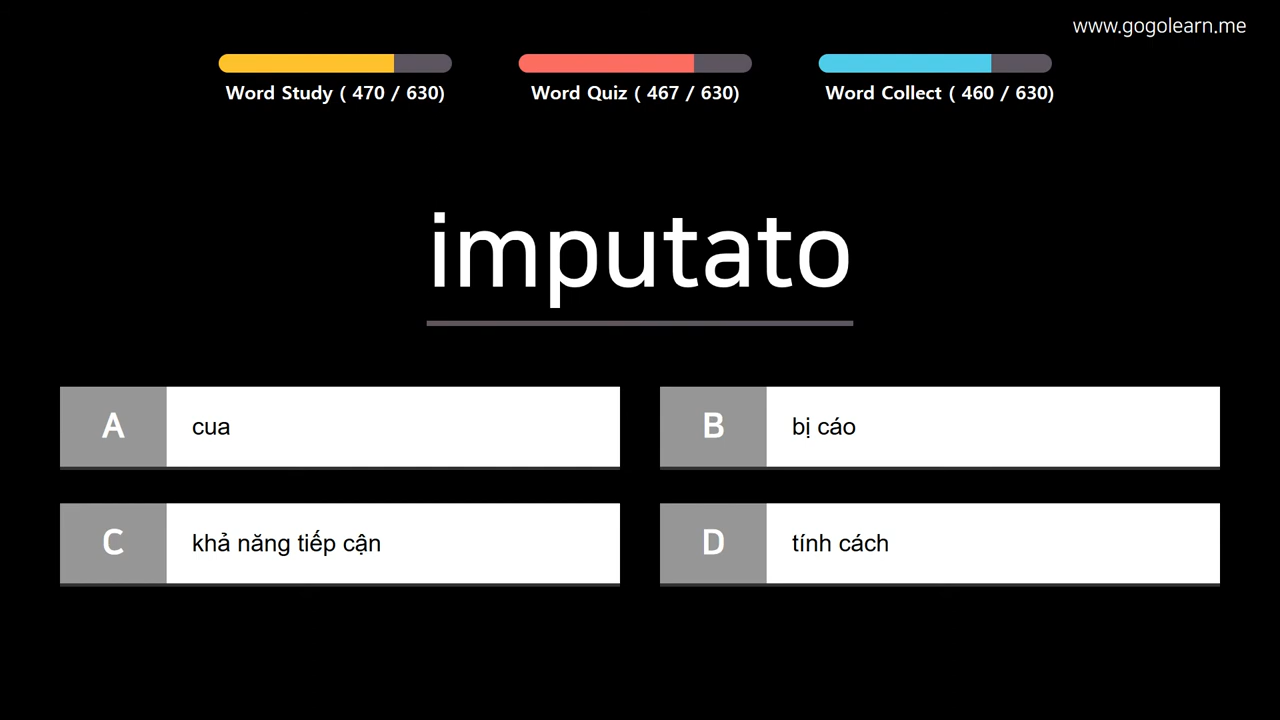 www.gogolearn.me
Word Study ( 470 / 630)
Word Quiz ( 467 / 630)
Word Collect ( 460 / 630)
imputato
A
cua
B
bị cáo
C
khả năng tiếp cận
D
tính cách